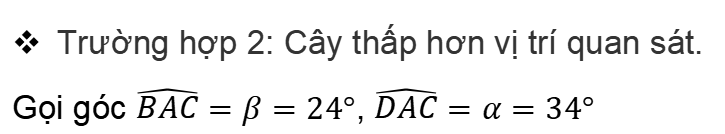 ❖ Trường hợp 2: Cây thấp hơn vị trí quan sát.
Gọi góc $\widehat{BAC} = \beta = 24°$, $\widehat{DAC} = \alpha = 34°$